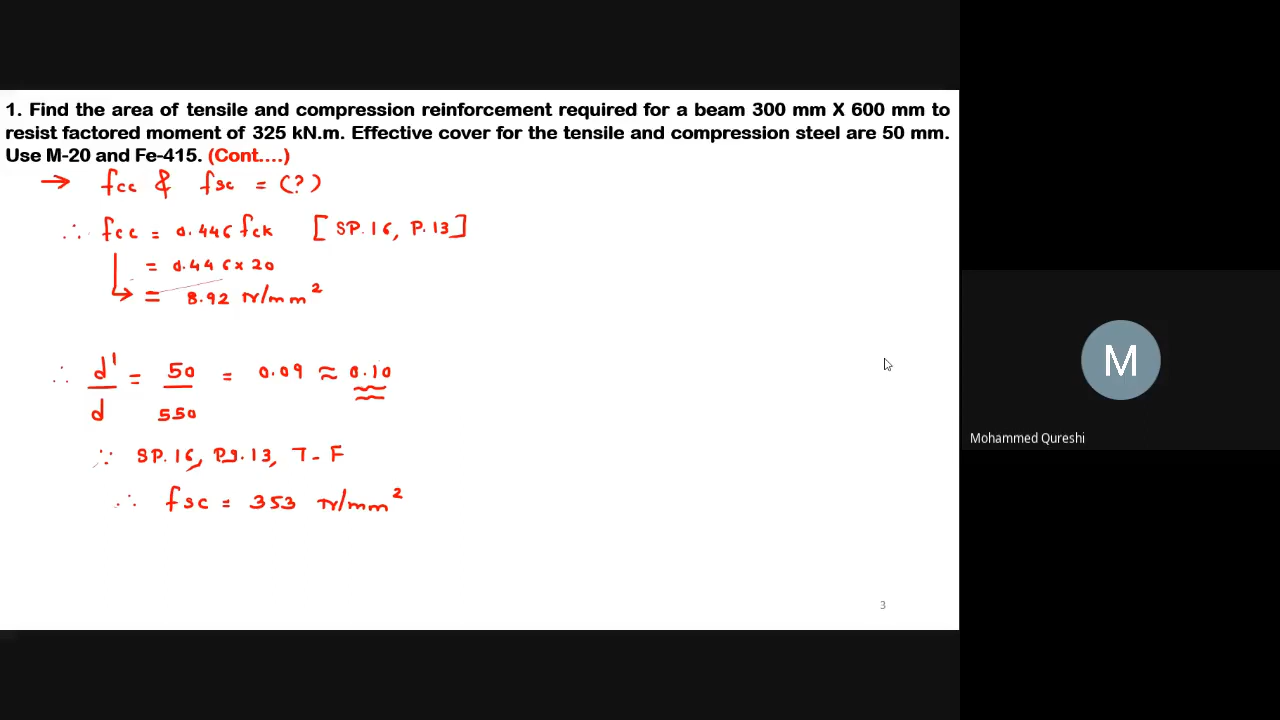 1. Find the area of tensile and compression reinforcement required for a beam 300 mm X 600 mm to
resist factored moment of 325 kN.m. Effective cover for the tensile and compression steel are 50 mm.
Use M-20 and Fe-415. (Cont....)
→ fcc & fsc = (?)
∴ fcc = 0.446 fck [SP.16, P.13]
= 0.446 x 20
= 8.92 N/mm²
∴ d'/d = 50/550 = 0.09 ≈ 0.10
∵ SP.16, Pg.13, T-F
∴ fsc = 353 N/mm²
3
M
Mohammed Qureshi